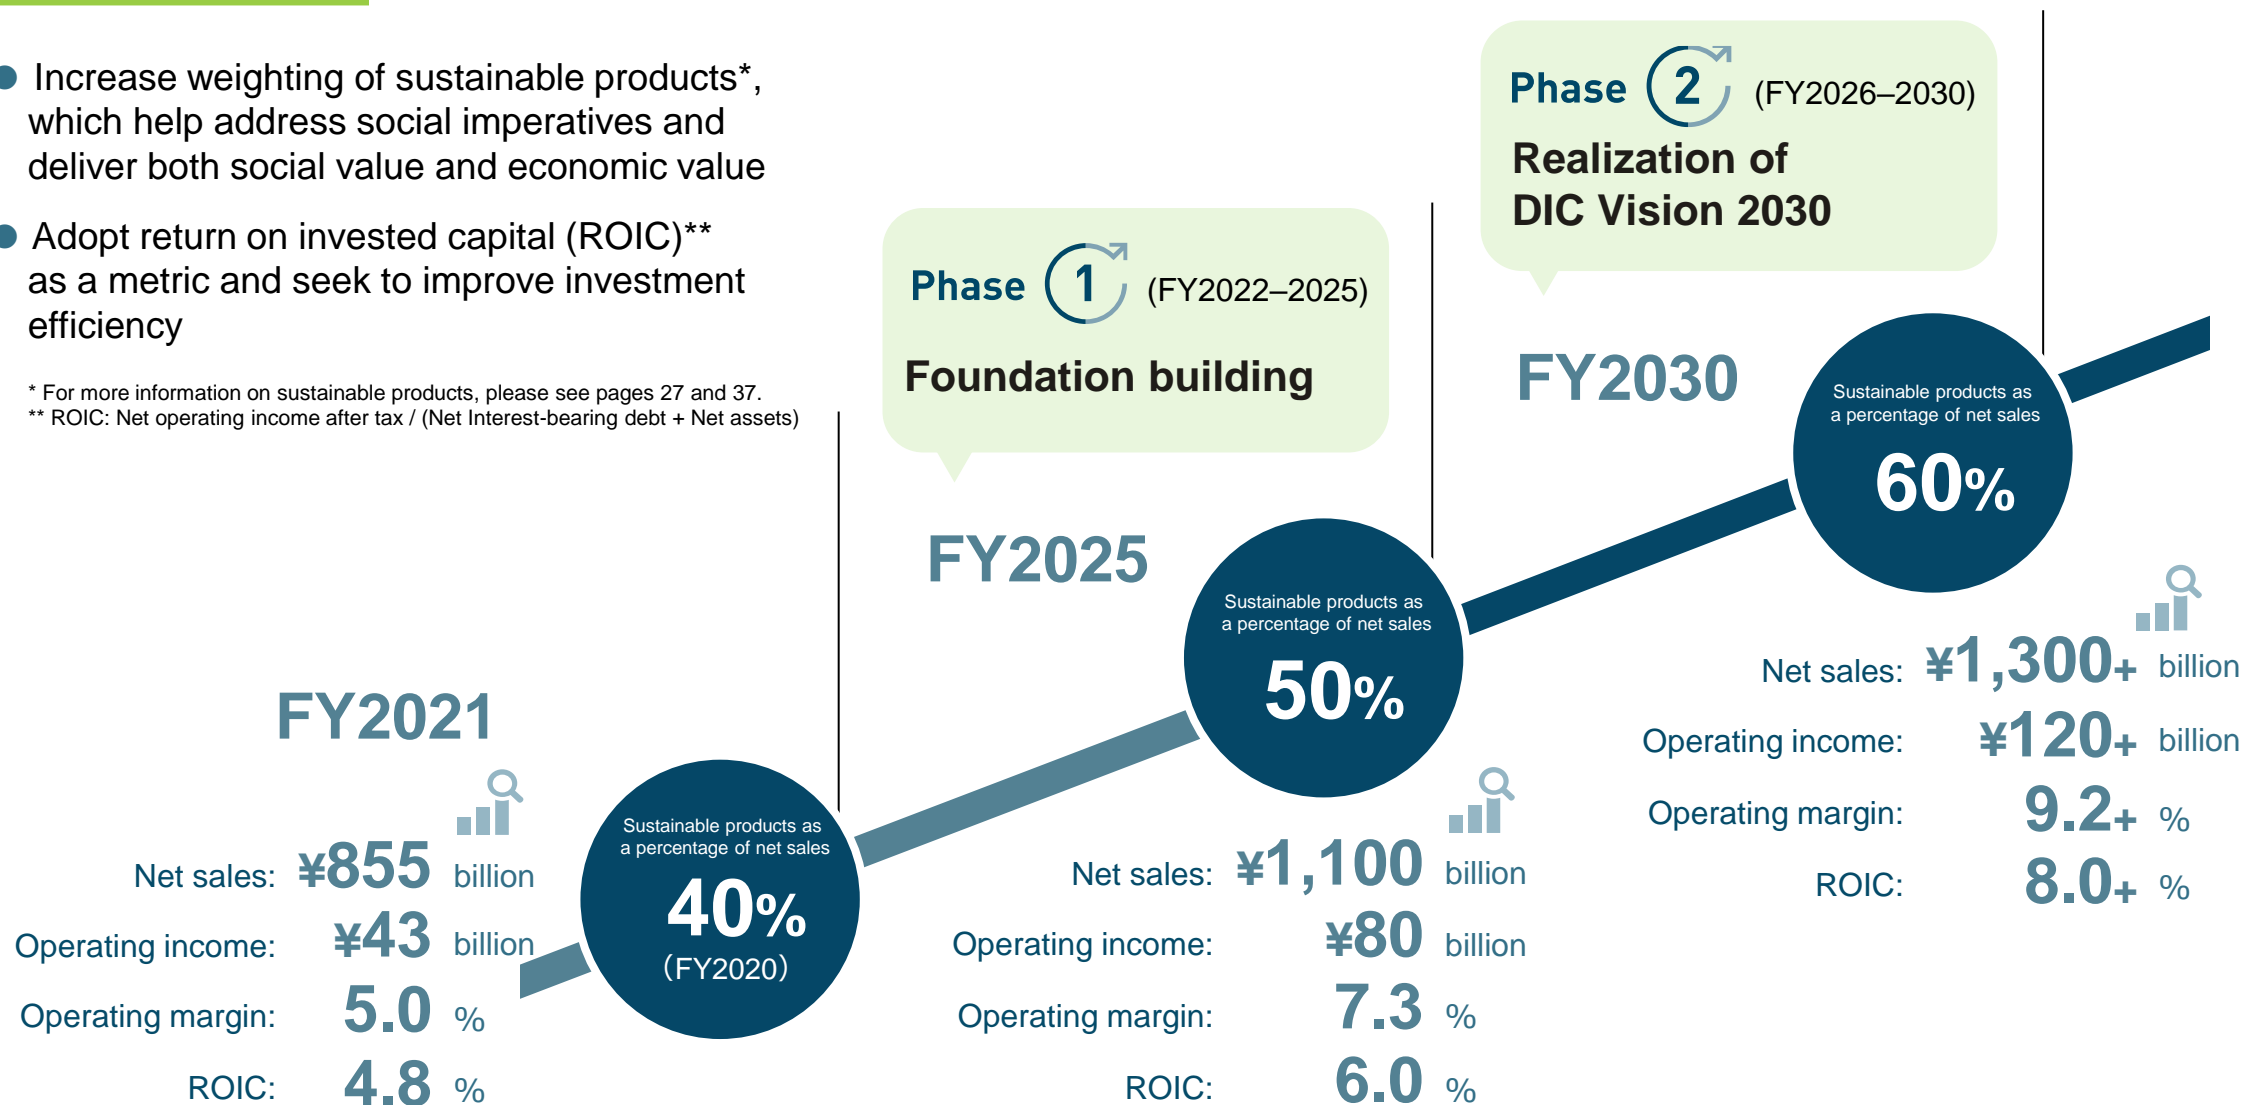 ● Increase weighting of sustainable products*,
which help address social imperatives and
deliver both social value and economic value
● Adopt return on invested capital (ROIC)**
as a metric and seek to improve investment
efficiency
* For more information on sustainable products, please see pages 27 and 37.
** ROIC: Net operating income after tax / (Net Interest-bearing debt + Net assets)
FY2021
Net sales: ¥855 billion
Operating income: ¥43 billion
Operating margin: 5.0 %
ROIC: 4.8 %
Sustainable products as
a percentage of net sales
40%
(FY2020)
Phase 1 (FY2022–2025)
Foundation building
FY2025
Sustainable products as
a percentage of net sales
50%
Net sales: ¥1,100 billion
Operating income: ¥80 billion
Operating margin: 7.3 %
ROIC: 6.0 %
Phase 2 (FY2026–2030)
Realization of
DIC Vision 2030
FY2030
Sustainable products as
a percentage of net sales
60%
Net sales: ¥1,300+ billion
Operating income: ¥120+ billion
Operating margin: 9.2+ %
ROIC: 8.0+ %